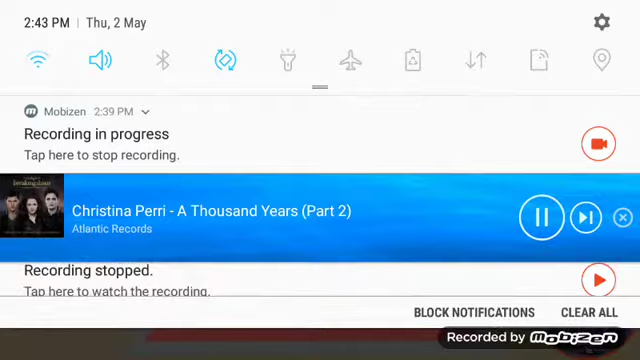 2:43 PM | Thu, 2 May
Mobizen 2:39 PM
Recording in progress
Tap here to stop recording.
Christina Perri - A Thousand Years (Part 2)
Atlantic Records
Recording stopped.
Tap here to watch the recording.
BLOCK NOTIFICATIONS CLEAR ALL
Recorded by mobizen